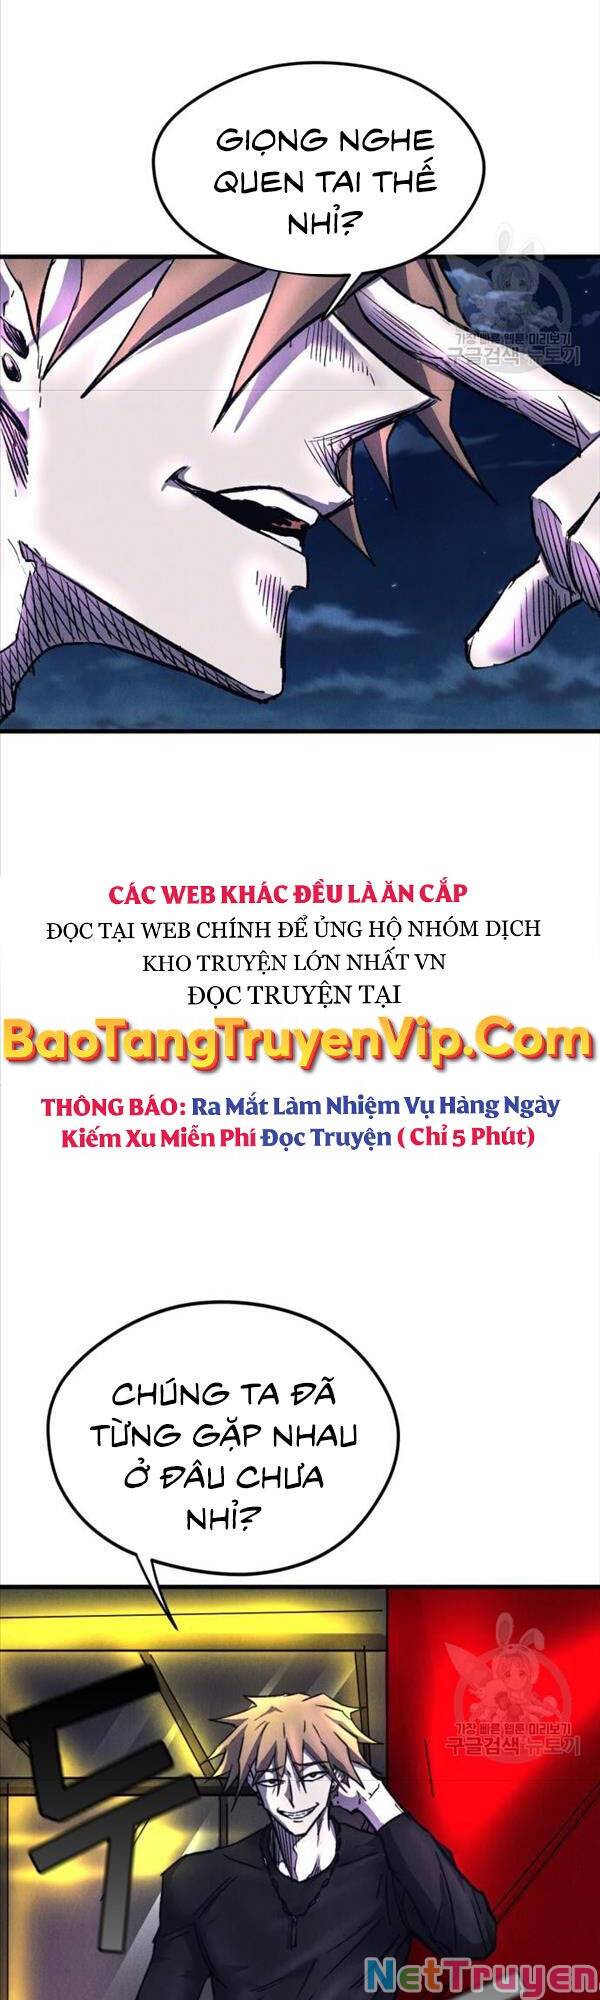 GIỌNG NGHE
QUEN TAI THẾ
NHỈ?
가장 빠른 웹툰 미리보기
구글검색 뉴토끼
CÁC WEB KHÁC ĐỀU LÀ ĂN CẮP
ĐỌC TẠI WEB CHÍNH ĐỂ ỦNG HỘ NHÓM DỊCH
KHO TRUYỆN LỚN NHẤT VN
ĐỌC TRUYỆN TẠI
BaoTangTruyenVip.Com
THÔNG BÁO: Ra Mắt Làm Nhiệm Vụ Hàng Ngày
Kiếm Xu Miễn Phí Đọc Truyện ( Chỉ 5 Phút)
CHÚNG TA ĐÃ
TỪNG GẶP NHAU
Ở ĐÂU CHƯA
NHỈ?
가장 빠른 웹툰 미리보기
구글검색 뉴토끼
두
NetTruyen